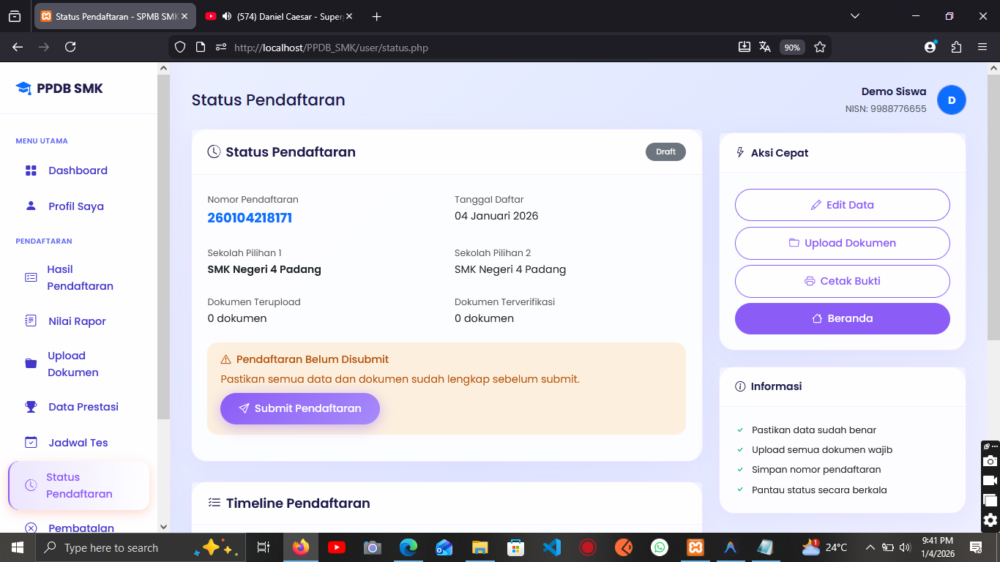 Status Pendaftaran - SPMB SMK
(574) Daniel Caesar - Super
http://localhost/PPDB_SMK/user/status.php
90%
PPDB SMK
MENU UTAMA
Dashboard
Profil Saya
PENDAFTARAN
Hasil
Pendaftaran
Nilai Rapor
Upload
Dokumen
Data Prestasi
Jadwal Tes
Status
Pendaftaran
Pembatalan
Status Pendaftaran
Demo Siswa
NISN: 9988776655
D
Status Pendaftaran
Draft
Nomor Pendaftaran
260104218171
Tanggal Daftar
04 Januari 2026
Sekolah Pilihan 1
SMK Negeri 4 Padang
Sekolah Pilihan 2
SMK Negeri 4 Padang
Dokumen Terupload
0 dokumen
Dokumen Terverifikasi
0 dokumen
Pendaftaran Belum Disubmit
Pastikan semua data dan dokumen sudah lengkap sebelum submit.
Submit Pendaftaran
Timeline Pendaftaran
Aksi Cepat
Edit Data
Upload Dokumen
Cetak Bukti
Beranda
Informasi
Pastikan data sudah benar
Upload semua dokumen wajib
Simpan nomor pendaftaran
Pantau status secara berkala
Type here to search
1
24°C
9:41 PM
1/4/2026